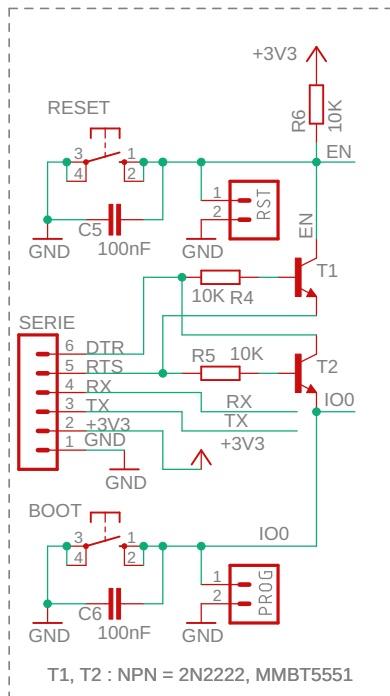 +3V3
R6
10K
RESET
EN
3 1
4 2
1
2
RST
EN
C5
100nF
GND
GND
T1
10K R4
SERIE
6 DTR
5 RTS
4 RX
3 TX
2 +3V3
1 GND
R5 10K
T2
RX
TX
IO0
+3V3
GND
BOOT
3 1
4 2
IO0
1
2
PROG
C6
100nF
GND
GND
T1, T2 : NPN = 2N2222, MMBT5551